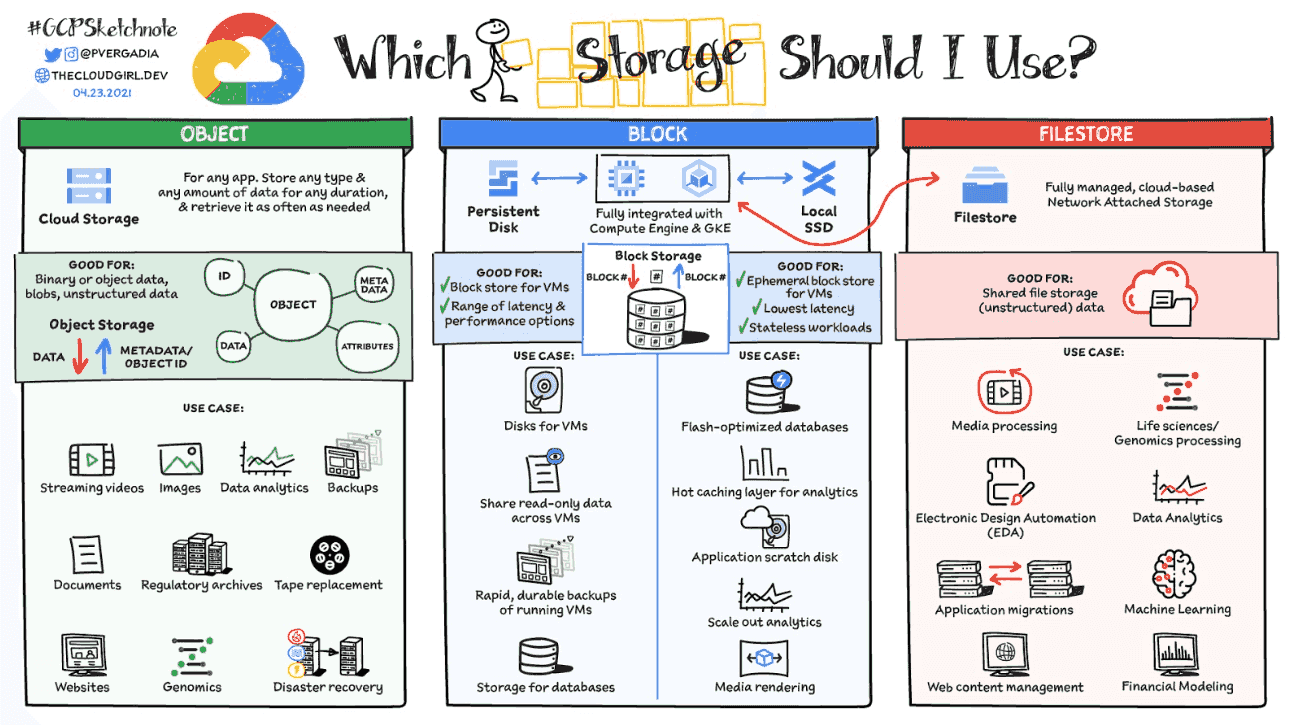 #GCPSketchnote
@PVERGADIA
THECLOUDGIRL.DEV
04.23.2021
Which Storage Should I Use?
OBJECT
Cloud Storage
For any app. Store any type &
any amount of data for any duration,
& retrieve it as often as needed
GOOD FOR:
Binary or object data,
blobs, unstructured data
Object Storage
DATA
METADATA/
OBJECT ID
ID
OBJECT
META
DATA
DATA
ATTRIBUTES
USE CASE:
Streaming videos
Images
Data analytics
Backups
Documents
Regulatory archives
Tape replacement
Websites
Genomics
Disaster recovery
BLOCK
Persistent
Disk
Fully integrated with
Compute Engine & GKE
Local
SSD
GOOD FOR:
Block store for VMs
Range of latency &
performance options
Block Storage
BLOCK#
#
BLOCK#
# # #
# # #
# # #
GOOD FOR:
Ephemeral block store
for VMs
Lowest latency
Stateless workloads
USE CASE:
Disks for VMs
Share read-only data
across VMs
Rapid, durable backups
of running VMs
Storage for databases
USE CASE:
Flash-optimized databases
Hot caching layer for analytics
Application scratch disk
Scale out analytics
Media rendering
FILESTORE
Filestore
Fully managed, cloud-based
Network Attached Storage
GOOD FOR:
Shared file storage
(unstructured) data
USE CASE:
Media processing
Life sciences/
Genomics processing
Electronic Design Automation
(EDA)
Data Analytics
Application migrations
Machine Learning
Web content management
Financial Modeling